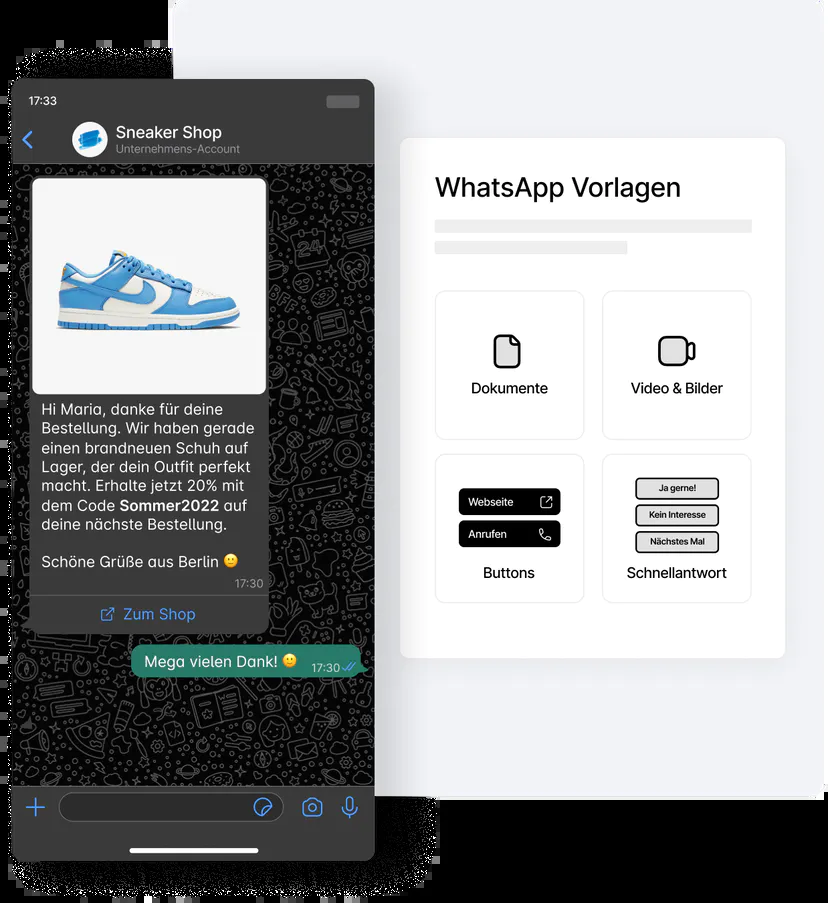 17:33
Sneaker Shop
Unternehmens-Account
Hi Maria, danke für deine
Bestellung. Wir haben gerade
einen brandneuen Schuh auf
Lager, der dein Outfit perfekt
macht. Erhalte jetzt 20% mit
dem Code Sommer2022 auf
deine nächste Bestellung.
Schöne Grüße aus Berlin 🙂
17:30
Zum Shop
Mega vielen Dank! 🙂 17:30
WhatsApp Vorlagen
Dokumente
Video & Bilder
Webseite
Anrufen
Buttons
Ja gerne!
Kein Interesse
Nächstes Mal
Schnellantwort
24
OFF